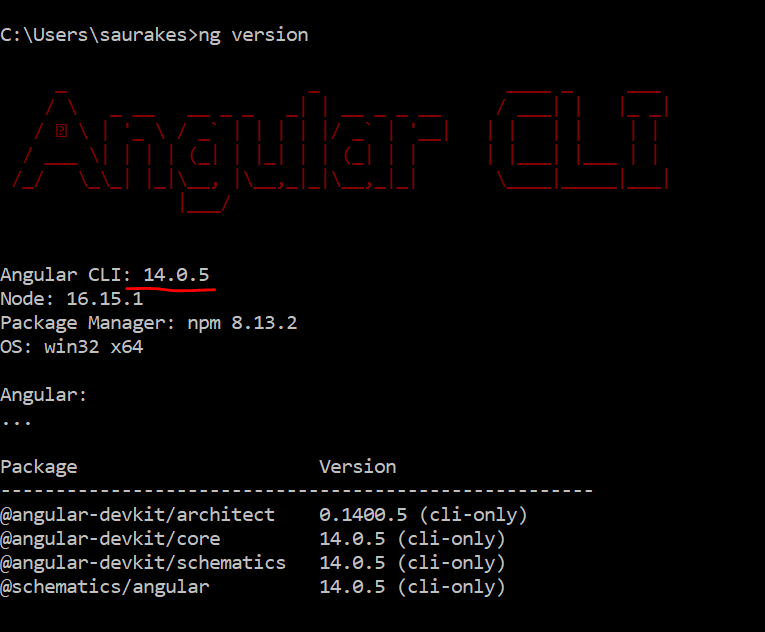 C:\Users\saurakes>ng version
Angular CLI
Angular CLI: 14.0.5
Node: 16.15.1
Package Manager: npm 8.13.2
OS: win32 x64
Angular:
...
Package Version
------------------------------------------------------
@angular-devkit/architect 0.1400.5 (cli-only)
@angular-devkit/core 14.0.5 (cli-only)
@angular-devkit/schematics 14.0.5 (cli-only)
@schematics/angular 14.0.5 (cli-only)